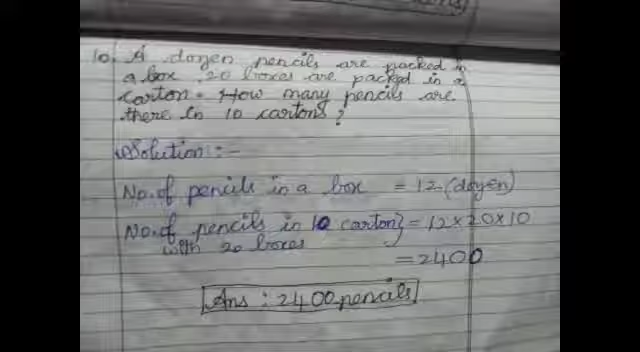 10. A dozen pencils are packed in
a box. 20 boxes are packed in a
carton. How many pencils are
there in 10 cartons?
Solution:-
No. of pencils in a box = 12 (dozen)
No. of pencils in 10 carton} = 12×20×10
with 20 boxes
= 2400
Ans : 2400 pencils